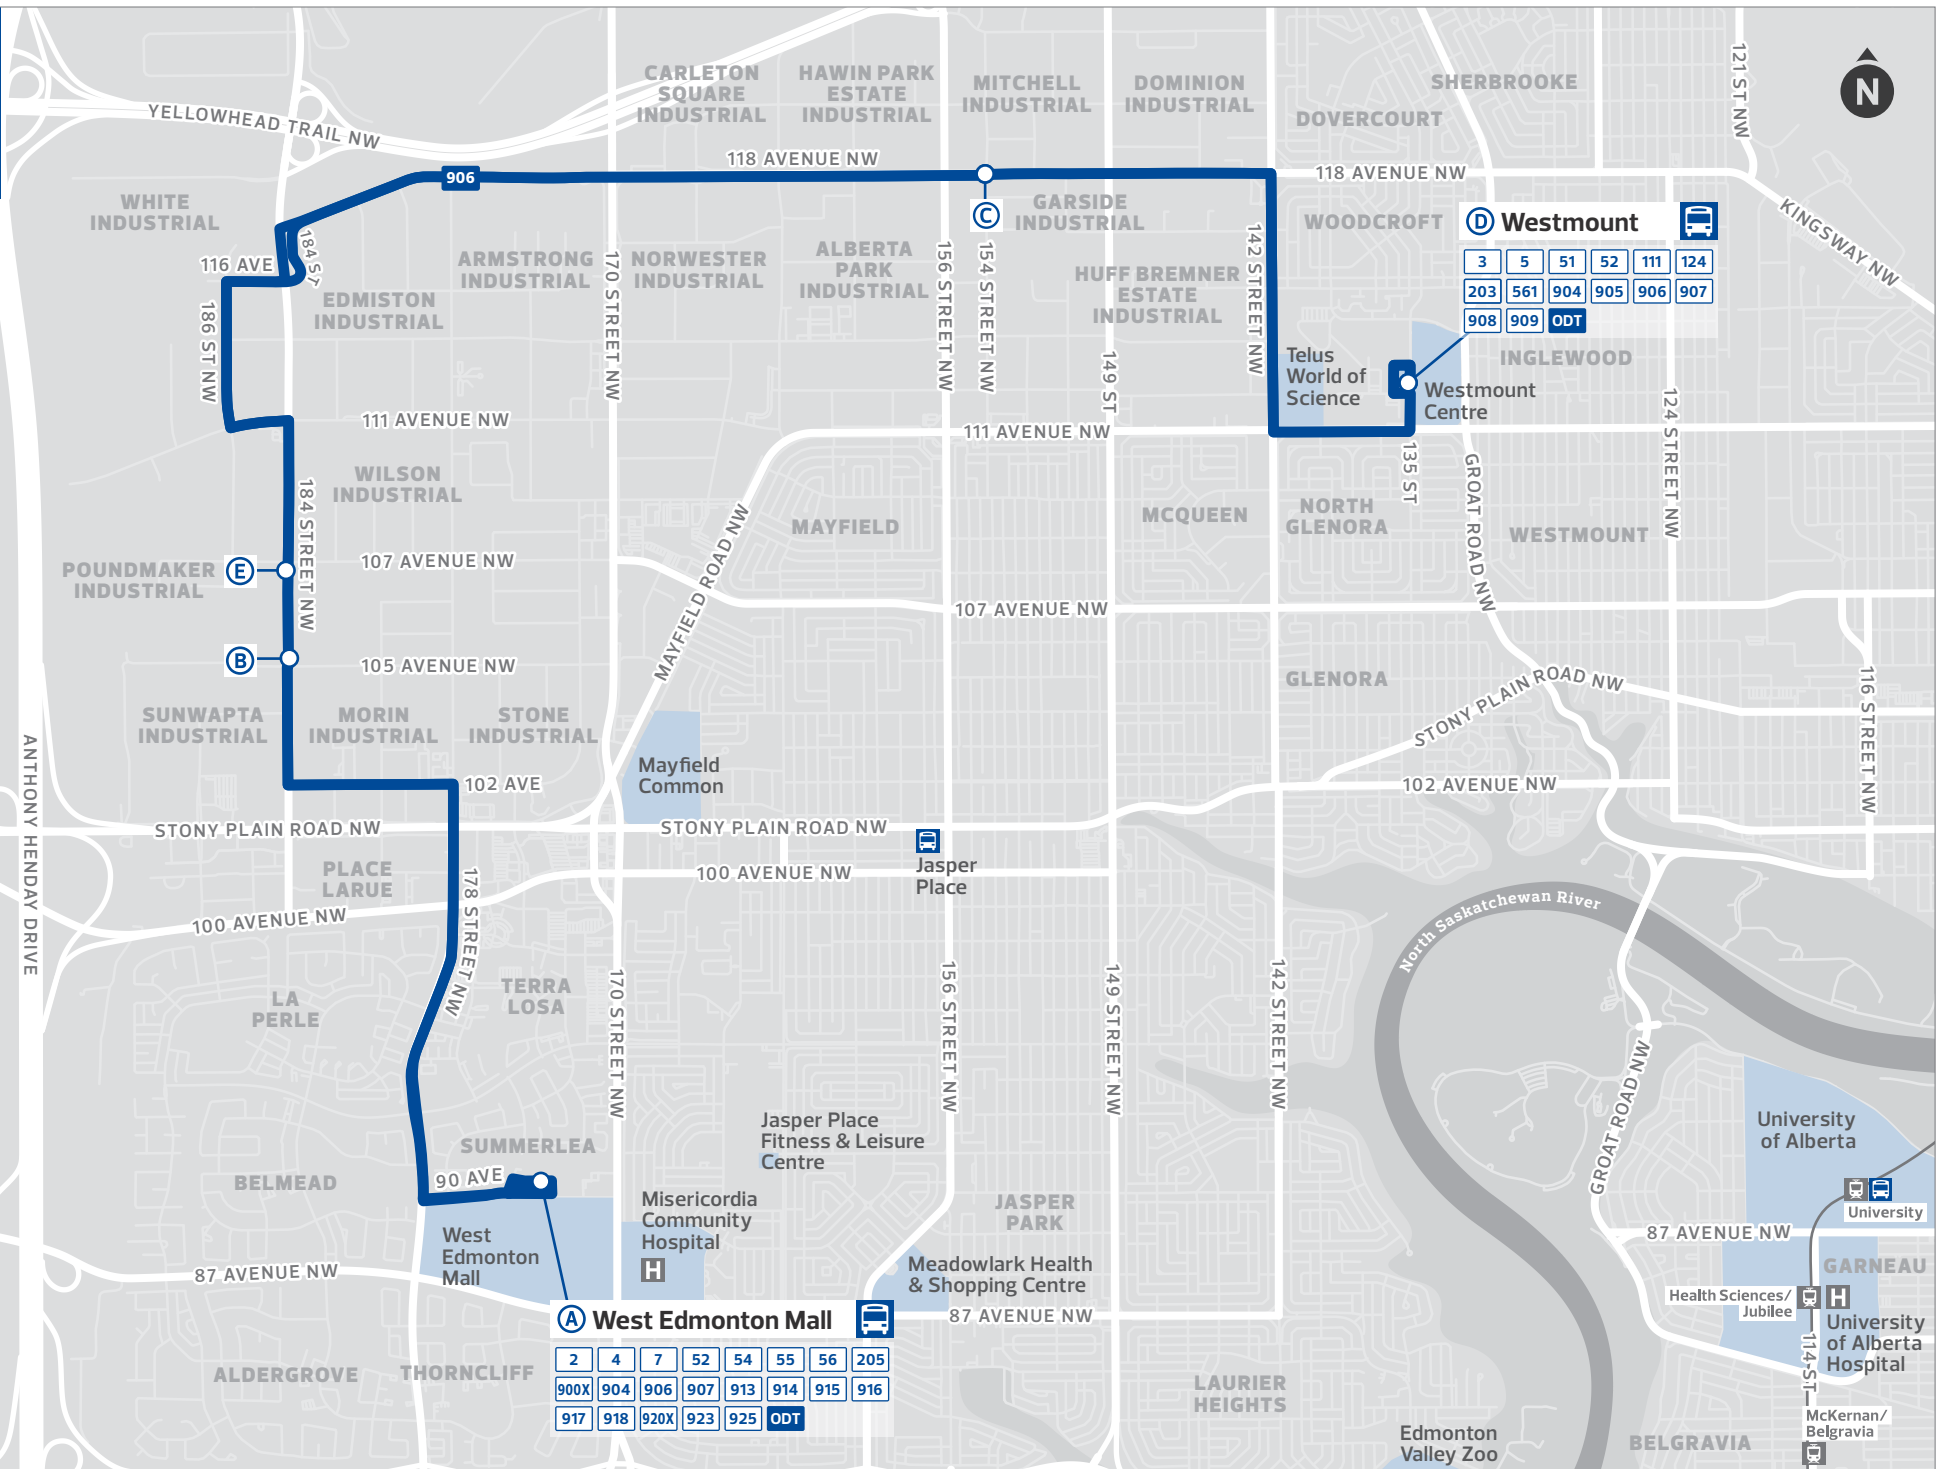 CARLETON
SQUARE
INDUSTRIAL
HAWIN PARK
ESTATE
INDUSTRIAL
MITCHELL
INDUSTRIAL
DOMINION
INDUSTRIAL
SHERBROOKE
DOVERCOURT
121 ST NW
N
YELLOWHEAD TRAIL NW
118 AVENUE NW
118 AVENUE NW
906
WHITE
INDUSTRIAL
C
GARSIDE
INDUSTRIAL
WOODCROFT
D Westmount
3 5 51 52 111 124
203 561 904 905 906 907
908 909 ODT
KINGSWAY NW
184 ST
116 AVE
186 ST NW
EDMISTON
INDUSTRIAL
ARMSTRONG
INDUSTRIAL
170 STREET NW
NORWESTER
INDUSTRIAL
ALBERTA
PARK
INDUSTRIAL
156 STREET NW
154 STREET NW
HUFF BREMNER
ESTATE
INDUSTRIAL
149 ST
142 STREET NW
Telus
World of
Science
Westmount
Centre
INGLEWOOD
124 STREET NW
111 AVENUE NW
111 AVENUE NW
135 ST
GROAT ROAD NW
WILSON
INDUSTRIAL
184 STREET NW
MAYFIELD ROAD NW
MAYFIELD
MCQUEEN
NORTH
GLENORA
WESTMOUNT
POUNDMAKER
INDUSTRIAL
E
107 AVENUE NW
107 AVENUE NW
B
105 AVENUE NW
GLENORA
STONY PLAIN ROAD NW
116 STREET NW
SUNWAPTA
INDUSTRIAL
MORIN
INDUSTRIAL
STONE
INDUSTRIAL
Mayfield
Common
102 AVE
102 AVENUE NW
ANTHONY HENDAY DRIVE
STONY PLAIN ROAD NW
STONY PLAIN ROAD NW
Jasper
Place
PLACE
LARUE
178 STREET NW
100 AVENUE NW
100 AVENUE NW
North Saskatchewan River
LA
PERLE
TERRA
LOSA
170 STREET NW
156 STREET NW
149 STREET NW
142 STREET NW
GROAT ROAD NW
Jasper Place
Fitness & Leisure
Centre
University
of Alberta
SUMMERLEA
BELMEAD
90 AVE
West
Edmonton
Mall
Misericordia
Community
Hospital
H
JASPER
PARK
University
87 AVENUE NW
87 AVENUE NW
Meadowlark Health
& Shopping Centre
87 AVENUE NW
GARNEAU
Health Sciences/
Jubilee
H
University
of Alberta
Hospital
114 ST
A West Edmonton Mall
2 4 7 52 54 55 56 205
900X 904 906 907 913 914 915 916
917 918 920X 923 925 ODT
ALDERGROVE
THORNCLIFF
LAURIER
HEIGHTS
Edmonton
Valley Zoo
McKernan/
Belgravia
BELGRAVIA